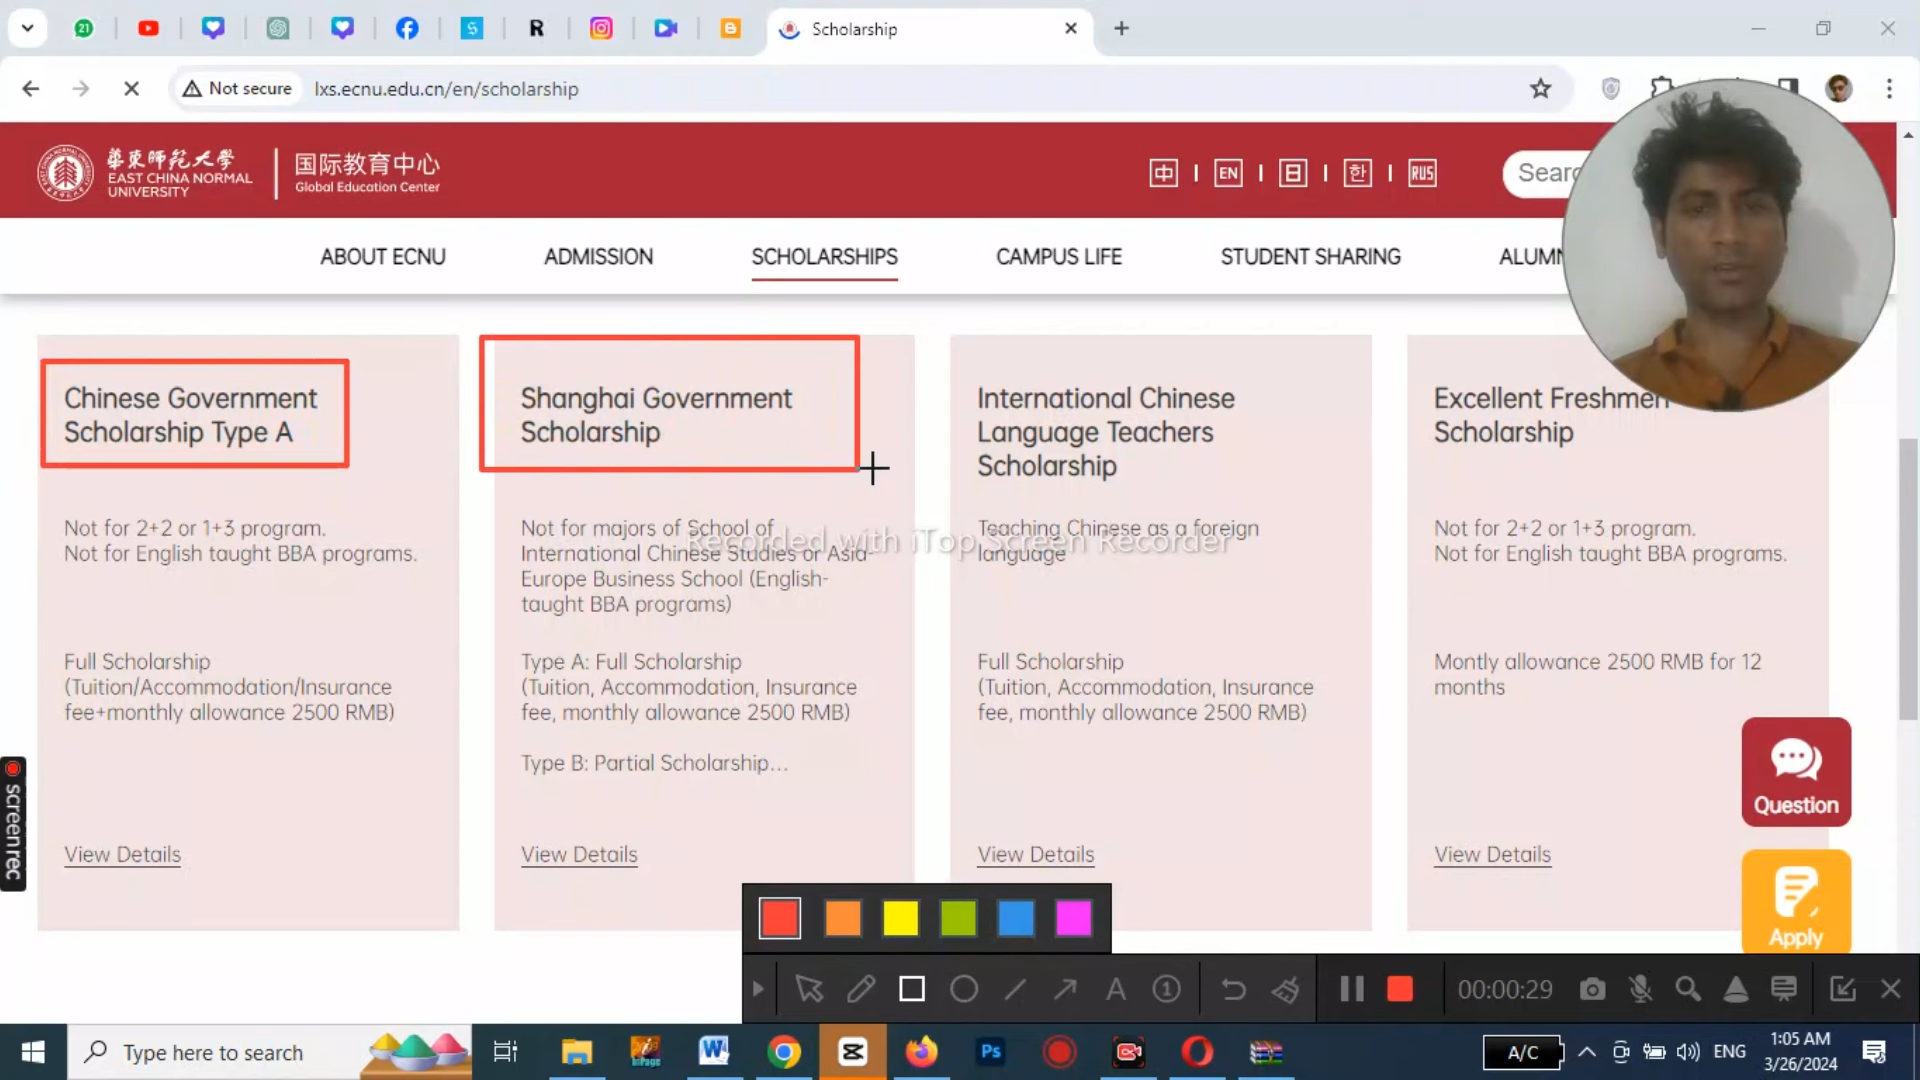 21
Scholarship
Not secure
lxs.ecnu.edu.cn/en/scholarship
華東師範大學
EAST CHINA NORMAL
UNIVERSITY
国际教育中心
Global Education Center
中
EN
日
한
RUS
Searc
ABOUT ECNU
ADMISSION
SCHOLARSHIPS
CAMPUS LIFE
STUDENT SHARING
ALUMN
Chinese Government
Scholarship Type A
Not for 2+2 or 1+3 program.
Not for English taught BBA programs.
Full Scholarship
(Tuition/Accommodation/Insurance
fee+monthly allowance 2500 RMB)
View Details
Shanghai Government
Scholarship
Not for majors of School of
International Chinese Studies or Asia-
Europe Business School (English-
taught BBA programs)
Type A: Full Scholarship
(Tuition, Accommodation, Insurance
fee, monthly allowance 2500 RMB)
Type B: Partial Scholarship...
View Details
International Chinese
Language Teachers
Scholarship
Teaching Chinese as a foreign
language
Full Scholarship
(Tuition, Accommodation, Insurance
fee, monthly allowance 2500 RMB)
View Details
Excellent Freshmen
Scholarship
Not for 2+2 or 1+3 program.
Not for English taught BBA programs.
Montly allowance 2500 RMB for 12
months
View Details
Recorded with iTop Screen Recorder
Question
Apply
screenrec
00:00:29
Type here to search
Ps
A/C
ENG
1:05 AM
3/26/2024